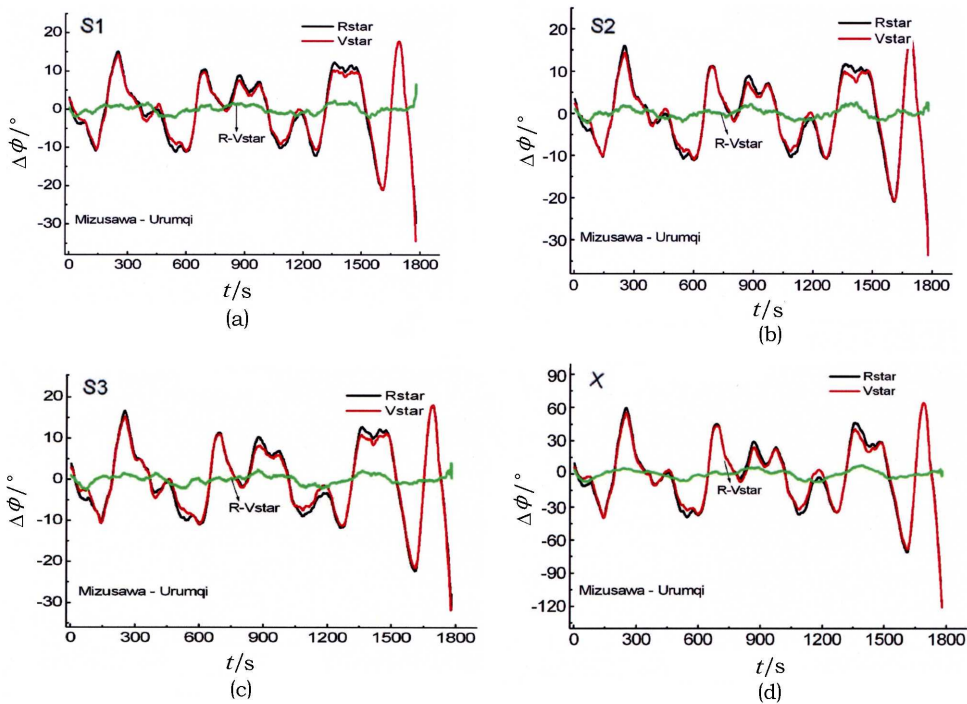 S1
Rstar
Vstar
20
10
0
-10
-20
-30
Δϕ/°
R-Vstar
Mizusawa - Urumqi
0 300 600 900 1200 1500 1800
t/s
(a)
S2
Rstar
Vstar
20
10
0
-10
-20
-30
Δϕ/°
R-Vstar
Mizusawa - Urumqi
0 300 600 900 1200 1500 1800
t/s
(b)
S3
Rstar
Vstar
20
10
0
-10
-20
-30
Δϕ/°
R-Vstar
Mizusawa - Urumqi
0 300 600 900 1200 1500 1800
t/s
(c)
X
Rstar
Vstar
90
60
30
0
-30
-60
-90
-120
Δϕ/°
R-Vstar
Mizusawa - Urumqi
0 300 600 900 1200 1500 1800
t/s
(d)